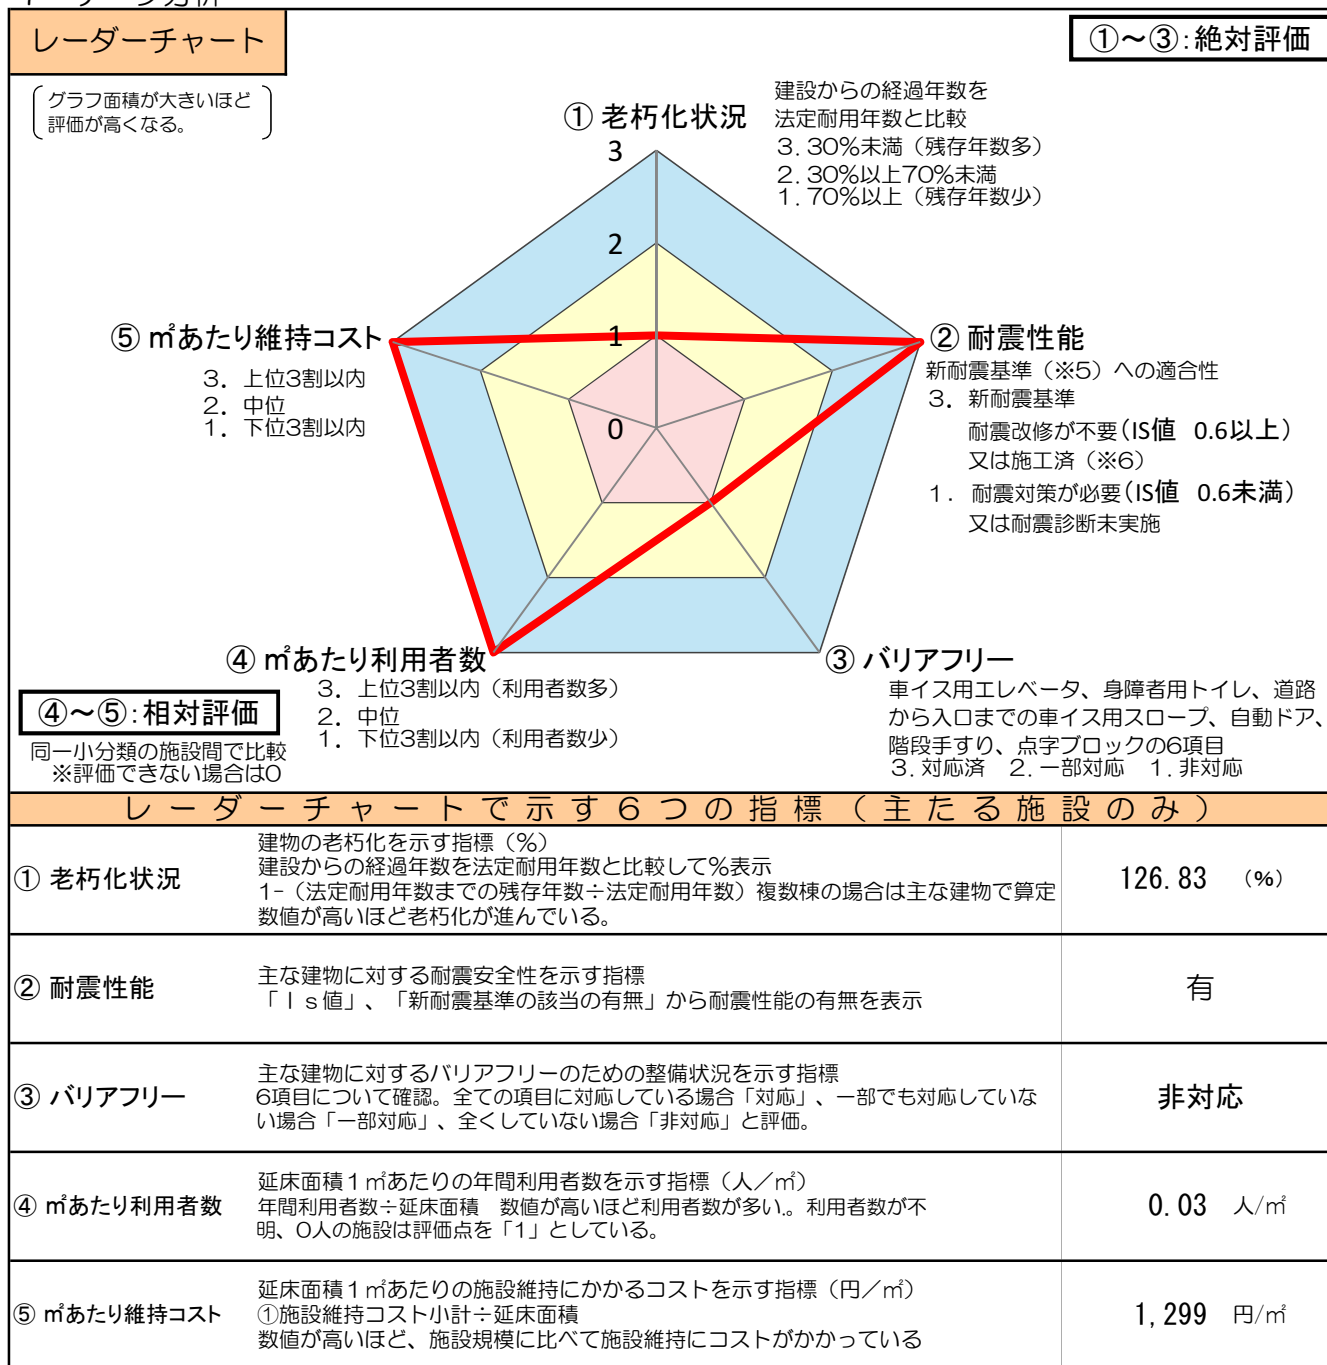 レーダーチャート
①～③：絶対評価
グラフ面積が大きいほど
評価が高くなる。
① 老朽化状況
建設からの経過年数を
法定耐用年数と比較
3．30％未満（残存年数多）
2．30％以上70％未満
1．70％以上（残存年数少）
3
2
1
0
⑤ ㎡あたり維持コスト
3．上位3割以内
2．中位
1．下位3割以内
② 耐震性能
新耐震基準（※5）への適合性
3．新耐震基準
耐震改修が不要（IS値　0.6以上）
又は施工済（※6）
1．耐震対策が必要（IS値　0.6未満）
又は耐震診断未実施
④ ㎡あたり利用者数
3．上位3割以内（利用者数多）
2．中位
1．下位3割以内（利用者数少）
③ バリアフリー
車イス用エレベータ、身障者用トイレ、道路
から入口までの車イス用スロープ、自動ドア、
階段手すり、点字ブロックの6項目
3．対応済　2．一部対応　1．非対応
④～⑤：相対評価
同一小分類の施設間で比較
※評価できない場合は0
レーダーチャートで示す６つの指標（主たる施設のみ）
① 老朽化状況
建物の老朽化を示す指標（%）
建設からの経過年数を法定耐用年数と比較して%表示
1-（法定耐用年数までの残存年数÷法定耐用年数）複数棟の場合は主な建物で算定
数値が高いほど老朽化が進んでいる。
126.83　（%）
② 耐震性能
主な建物に対する耐震安全性を示す指標
「Ｉｓ値」、「新耐震基準の該当の有無」から耐震性能の有無を表示
有
③ バリアフリー
主な建物に対するバリアフリーのための整備状況を示す指標
6項目について確認。全ての項目に対応している場合「対応」、一部でも対応していな
い場合「一部対応」、全くしていない場合「非対応」と評価。
非対応
④ ㎡あたり利用者数
延床面積１㎡あたりの年間利用者数を示す指標（人／㎡）
年間利用者数÷延床面積　数値が高いほど利用者数が多い。利用者数が不
明、0人の施設は評価点を「1」としている。
0.03　人/㎡
⑤ ㎡あたり維持コスト
延床面積１㎡あたりの施設維持にかかるコストを示す指標（円／㎡）
①施設維持コスト小計÷延床面積
数値が高いほど、施設規模に比べて施設維持にコストがかかっている
1,299　円/㎡